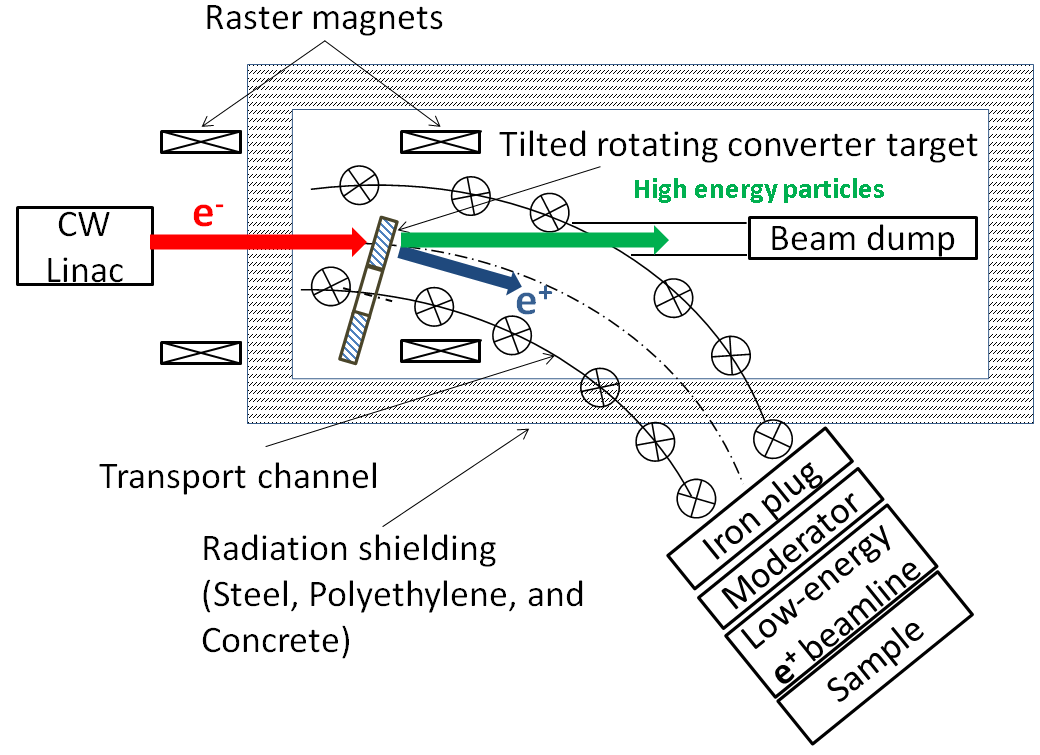 Raster magnets
Tilted rotating converter target
High energy particles
CW
Linac
e-
Beam dump
e+
Transport channel
Radiation shielding
(Steel, Polyethylene, and
Concrete)
Iron plug
Moderator
Low-energy
e+ beamline
Sample